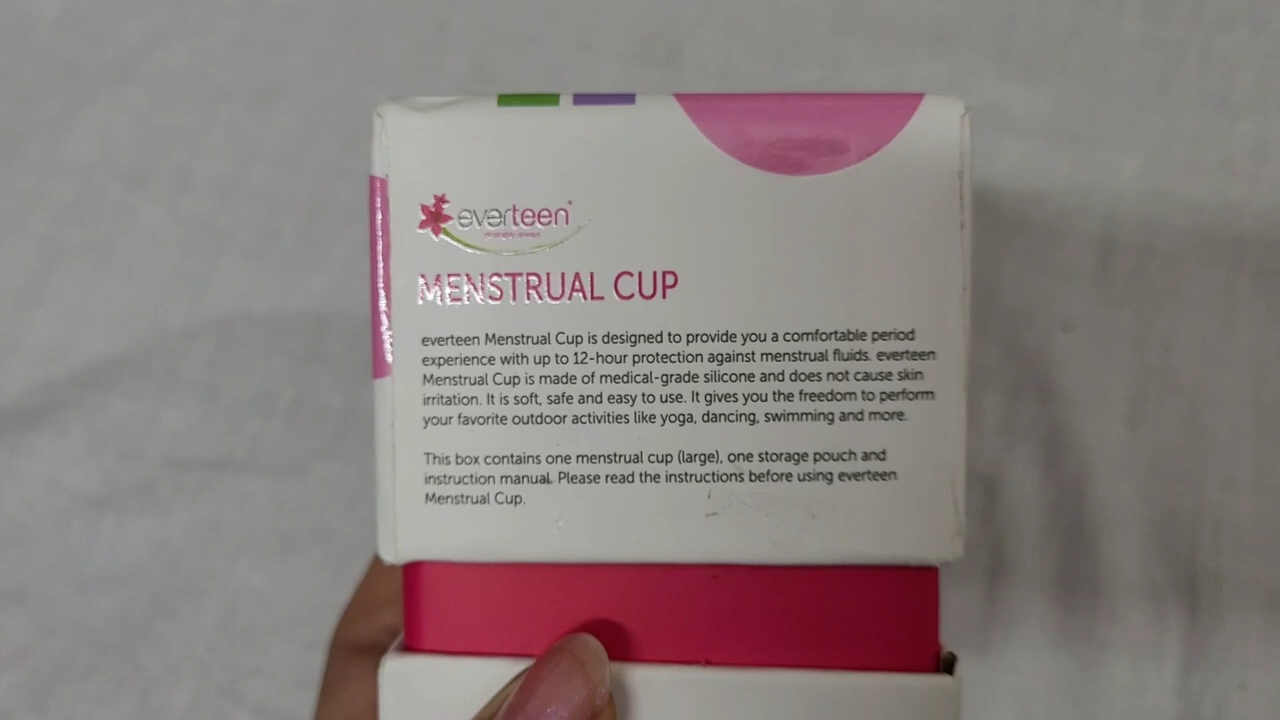 everteen
MENSTRUAL CUP
everteen Menstrual Cup is designed to provide you a comfortable period
experience with up to 12-hour protection against menstrual fluids. everteen
Menstrual Cup is made of medical-grade silicone and does not cause skin
irritation. It is soft, safe and easy to use. It gives you the freedom to perform
your favorite outdoor activities like yoga, dancing, swimming and more.
This box contains one menstrual cup (large), one storage pouch and
instruction manual. Please read the instructions before using everteen
Menstrual Cup.